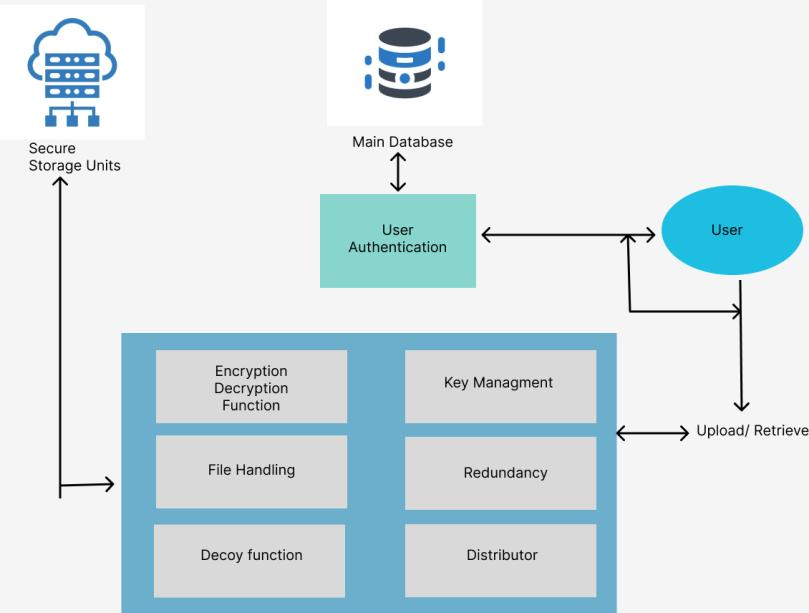 Secure
Storage Units
Main Database
User
Authentication
User
Encryption
Decryption
Function
Key Managment
Upload/ Retrieve
File Handling
Redundancy
Decoy function
Distributor